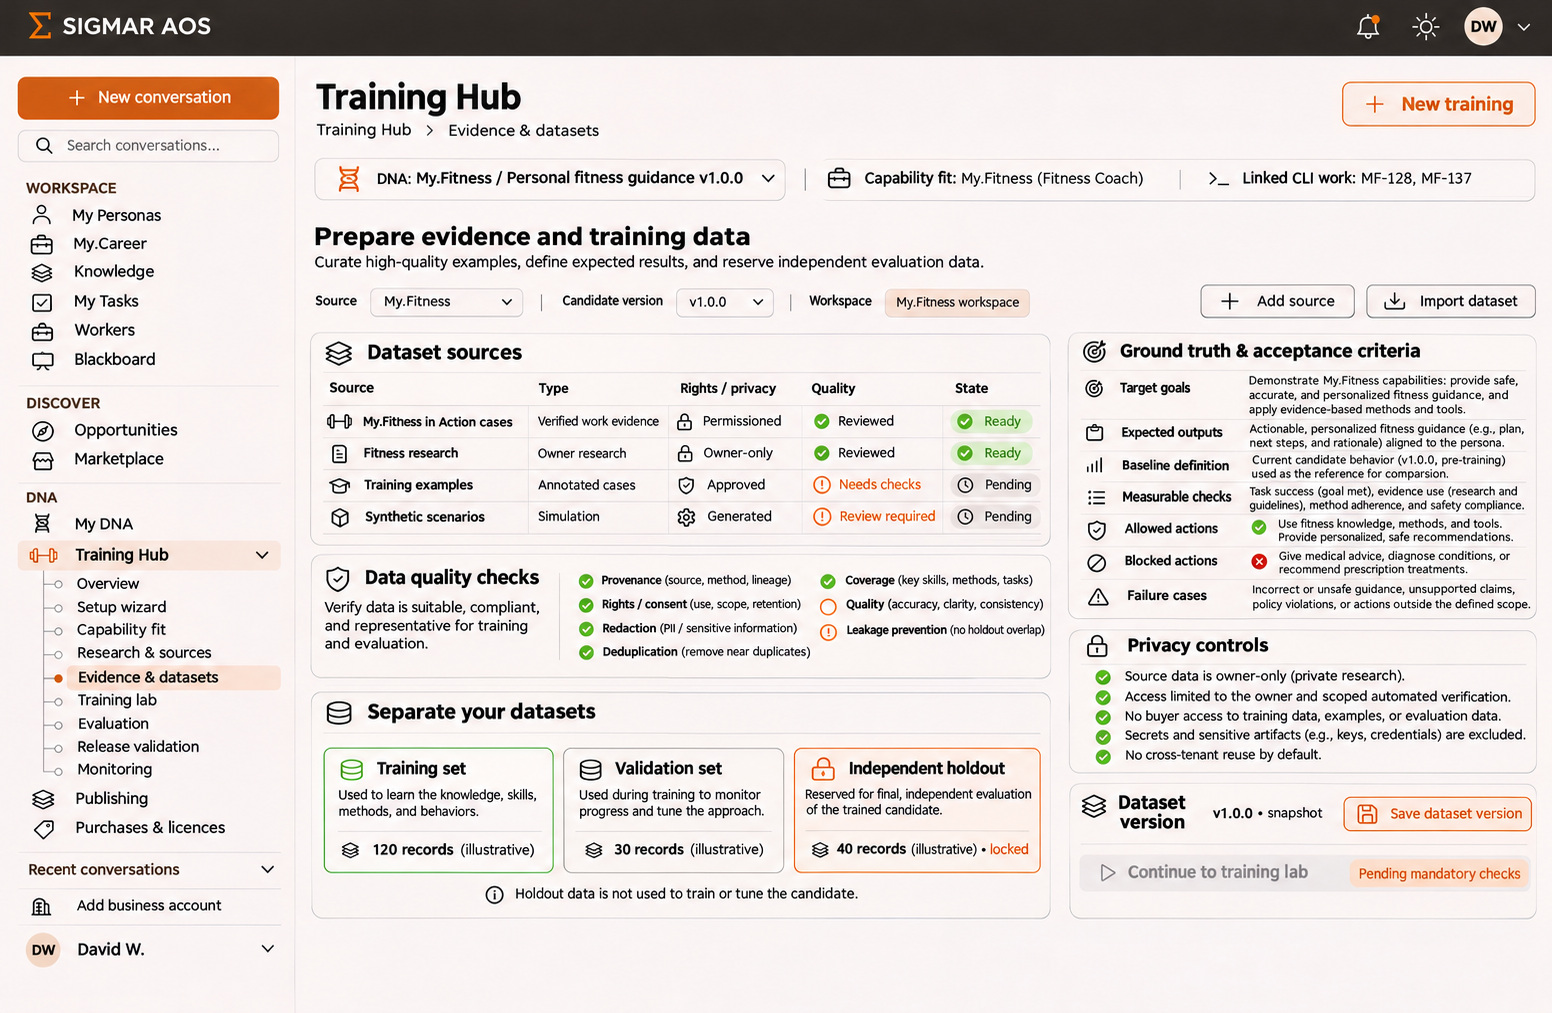 SIGMAR AOS
DW
New conversation
Search conversations...
WORKSPACE
My Personas
My.Career
Knowledge
My Tasks
Workers
Blackboard
DISCOVER
Opportunities
Marketplace
DNA
My DNA
Training Hub
Overview
Setup wizard
Capability fit
Research & sources
Evidence & datasets
Training lab
Evaluation
Release validation
Monitoring
Publishing
Purchases & licences
Recent conversations
Add business account
DW David W.
Training Hub
Training Hub > Evidence & datasets
New training
DNA: My.Fitness / Personal fitness guidance v1.0.0
Capability fit: My.Fitness (Fitness Coach)
Linked CLI work: MF-128, MF-137
Prepare evidence and training data
Curate high-quality examples, define expected results, and reserve independent evaluation data.
Source My.Fitness
Candidate version v1.0.0
Workspace My.Fitness workspace
Add source
Import dataset
Dataset sources
Source Type Rights / privacy Quality State
My.Fitness in Action cases Verified work evidence Permissioned Reviewed Ready
Fitness research Owner research Owner-only Reviewed Ready
Training examples Annotated cases Approved Needs checks Pending
Synthetic scenarios Simulation Generated Review required Pending
Data quality checks
Verify data is suitable, compliant,
and representative for training
and evaluation.
Provenance (source, method, lineage)
Rights / consent (use, scope, retention)
Redaction (PII / sensitive information)
Deduplication (remove near duplicates)
Coverage (key skills, methods, tasks)
Quality (accuracy, clarity, consistency)
Leakage prevention (no holdout overlap)
Separate your datasets
Training set
Used to learn the knowledge, skills,
methods, and behaviors.
120 records (illustrative)
Validation set
Used during training to monitor
progress and tune the approach.
30 records (illustrative)
Independent holdout
Reserved for final, independent evaluation
of the trained candidate.
40 records (illustrative) • locked
Holdout data is not used to train or tune the candidate.
Ground truth & acceptance criteria
Target goals
Demonstrate My.Fitness capabilities: provide safe,
accurate, and personalized fitness guidance, and
apply evidence-based methods and tools.
Expected outputs
Actionable, personalized fitness guidance (e.g., plan,
next steps, and rationale) aligned to the persona.
Baseline definition
Current candidate behavior (v1.0.0, pre-training)
used as the reference for comparsion.
Measurable checks
Task success (goal met), evidence use (research and
guidelines), method adherence, and safety compliance.
Allowed actions
Use fitness knowledge, methods, and tools.
Provide personalized, safe recommendations.
Blocked actions
Give medical advice, diagnose conditions, or
recommend prescription treatments.
Failure cases
Incorrect or unsafe guidance, unsupported claims,
policy violations, or actions outside the defined scope.
Privacy controls
Source data is owner-only (private research).
Access limited to the owner and scoped automated verification.
No buyer access to training data, examples, or evaluation data.
Secrets and sensitive artifacts (e.g., keys, credentials) are excluded.
No cross-tenant reuse by default.
Dataset
version
v1.0.0 • snapshot
Save dataset version
Continue to training lab
Pending mandatory checks